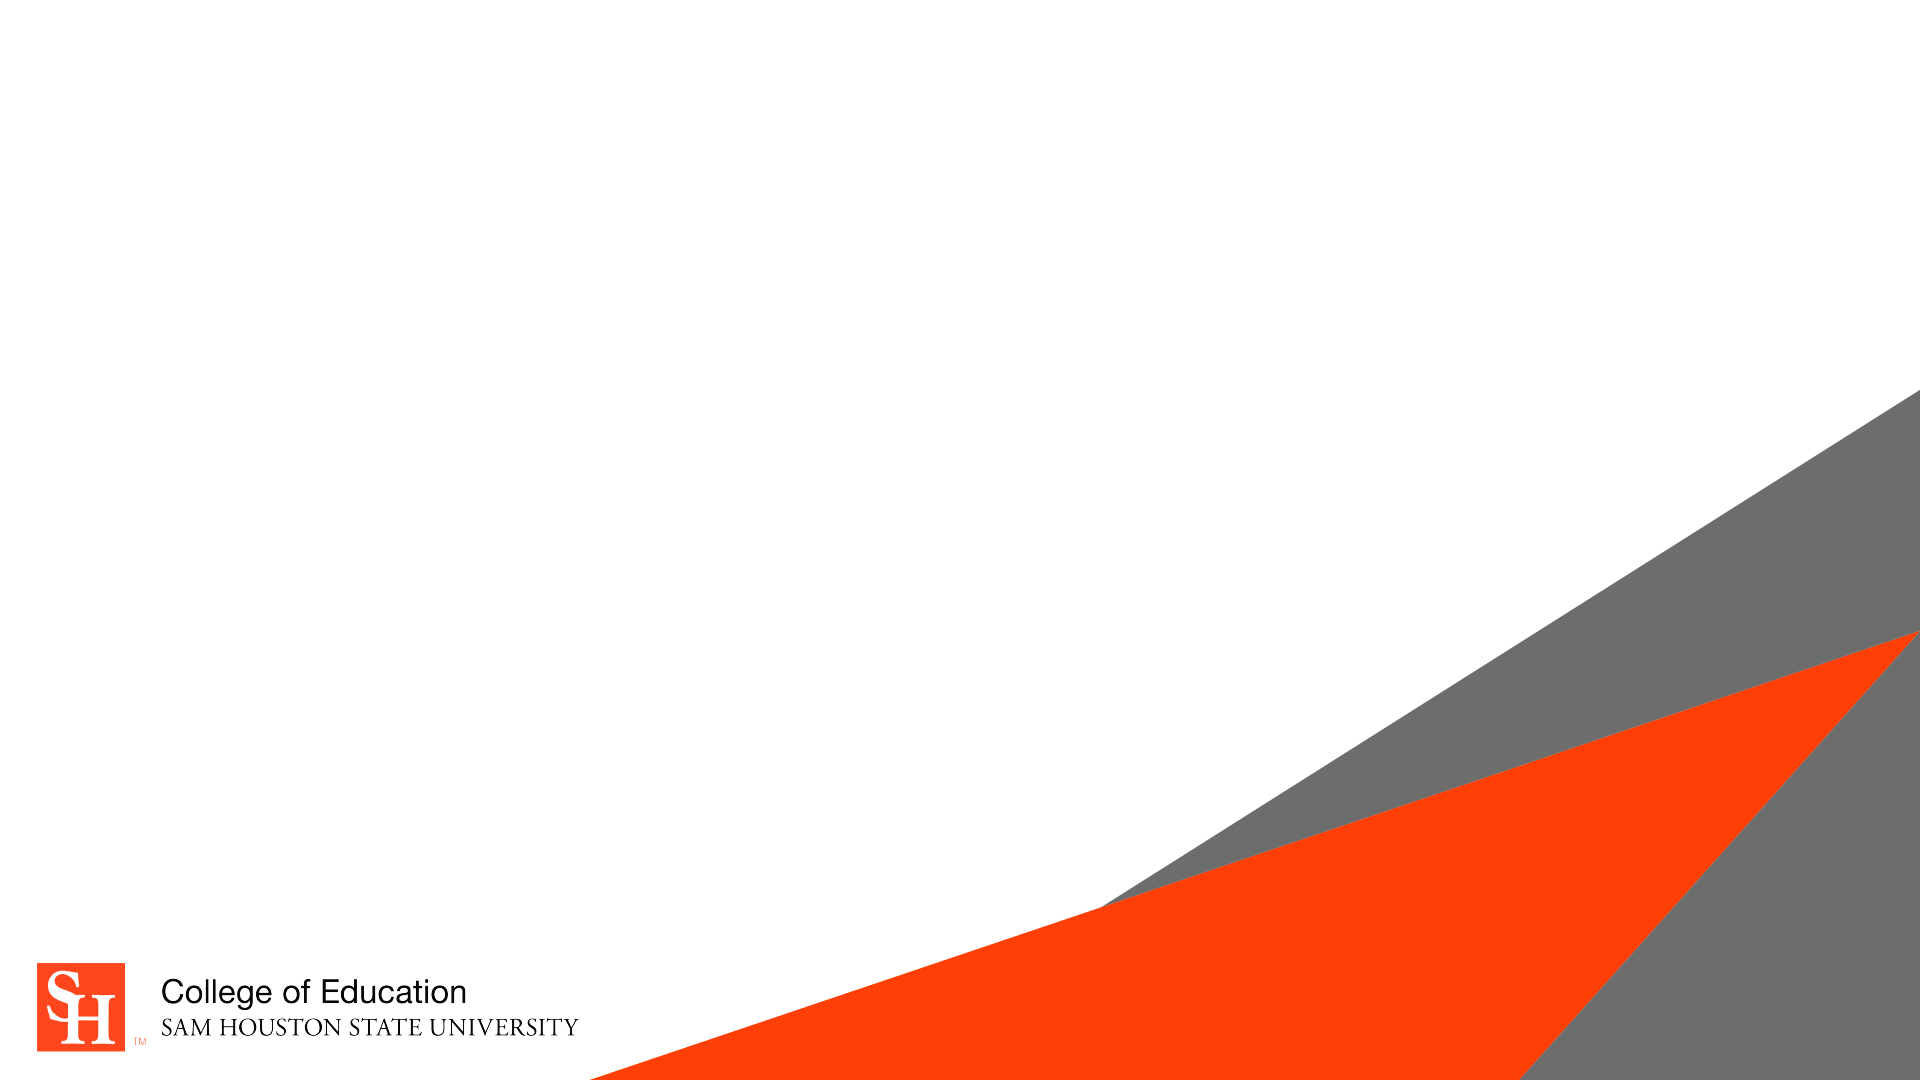 SH
TM
College of Education
SAM HOUSTON STATE UNIVERSITY